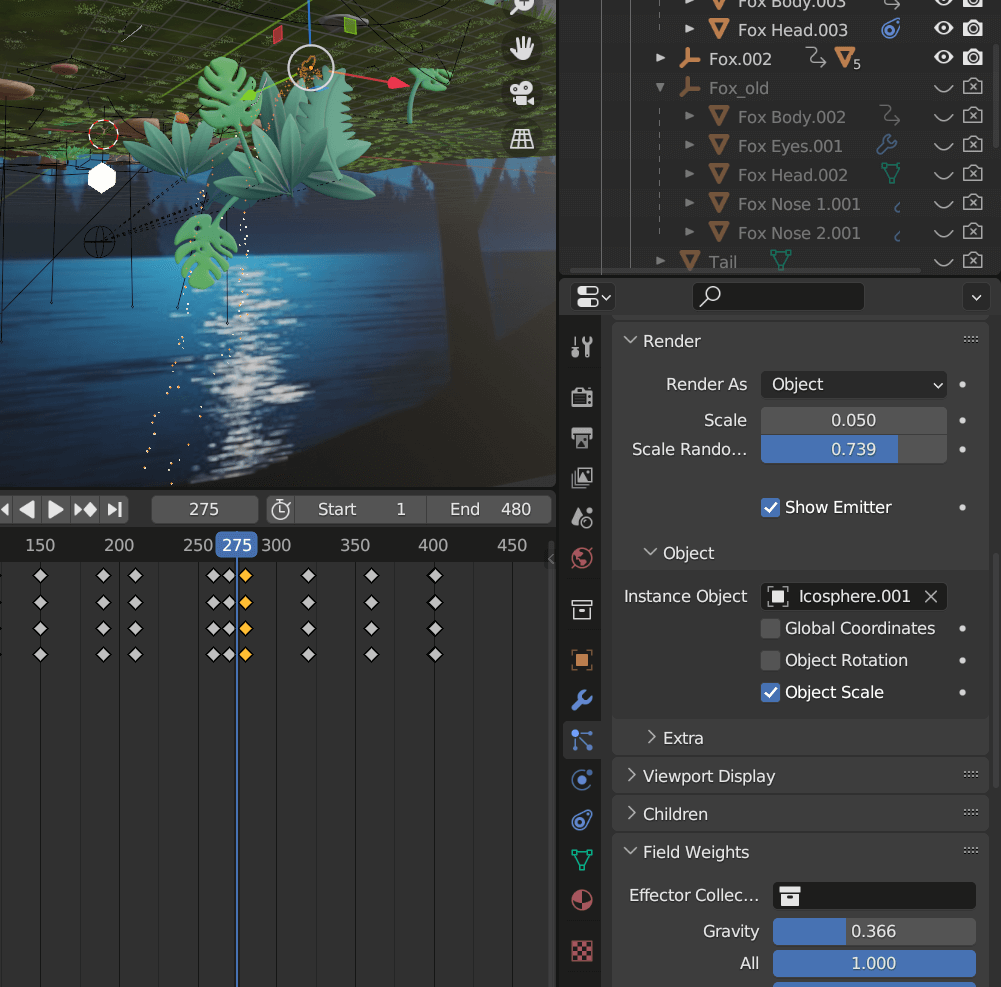 Fox Body.003
Fox Head.003
Fox.002
5
Fox_old
Fox Body.002
Fox Eyes.001
Fox Head.002
Fox Nose 1.001
Fox Nose 2.001
Tail
Render
Render As Object
Scale 0.050
Scale Rando... 0.739
Show Emitter
Object
Instance Object Icosphere.001
Global Coordinates
Object Rotation
Object Scale
Extra
Viewport Display
Children
Field Weights
Effector Collec...
Gravity 0.366
All 1.000
275 Start 1 End 480
150 200 250 275 300 350 400 450